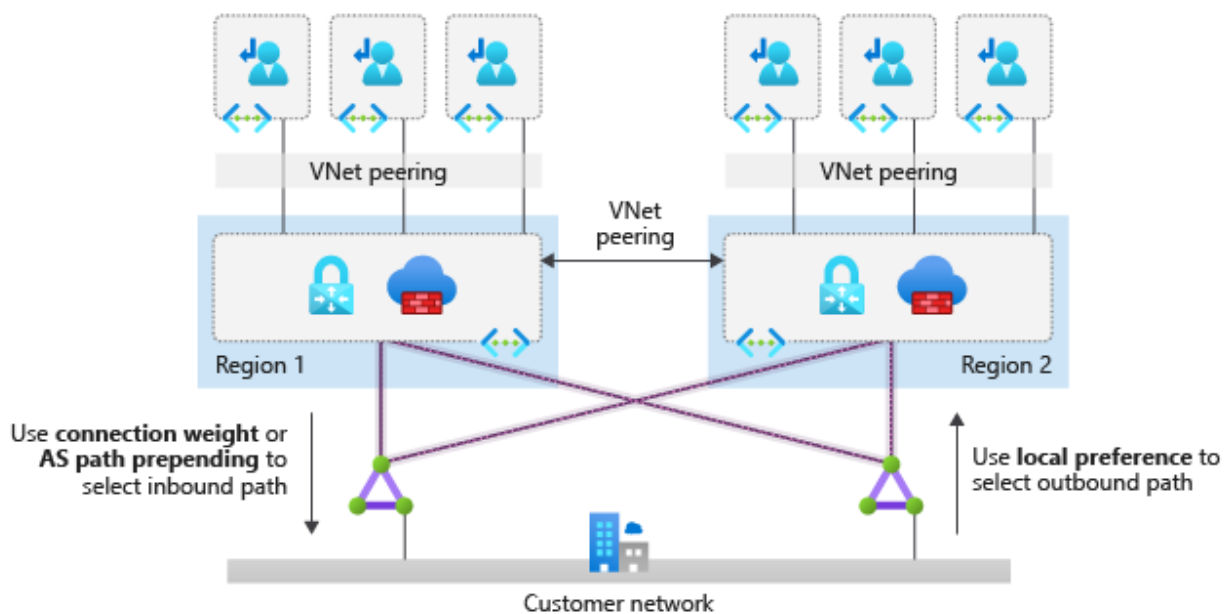 VNet peering
VNet peering
VNet
peering
Region 1
Region 2
Use connection weight or
AS path prepending to
select inbound path
Use local preference to
select outbound path
Customer network